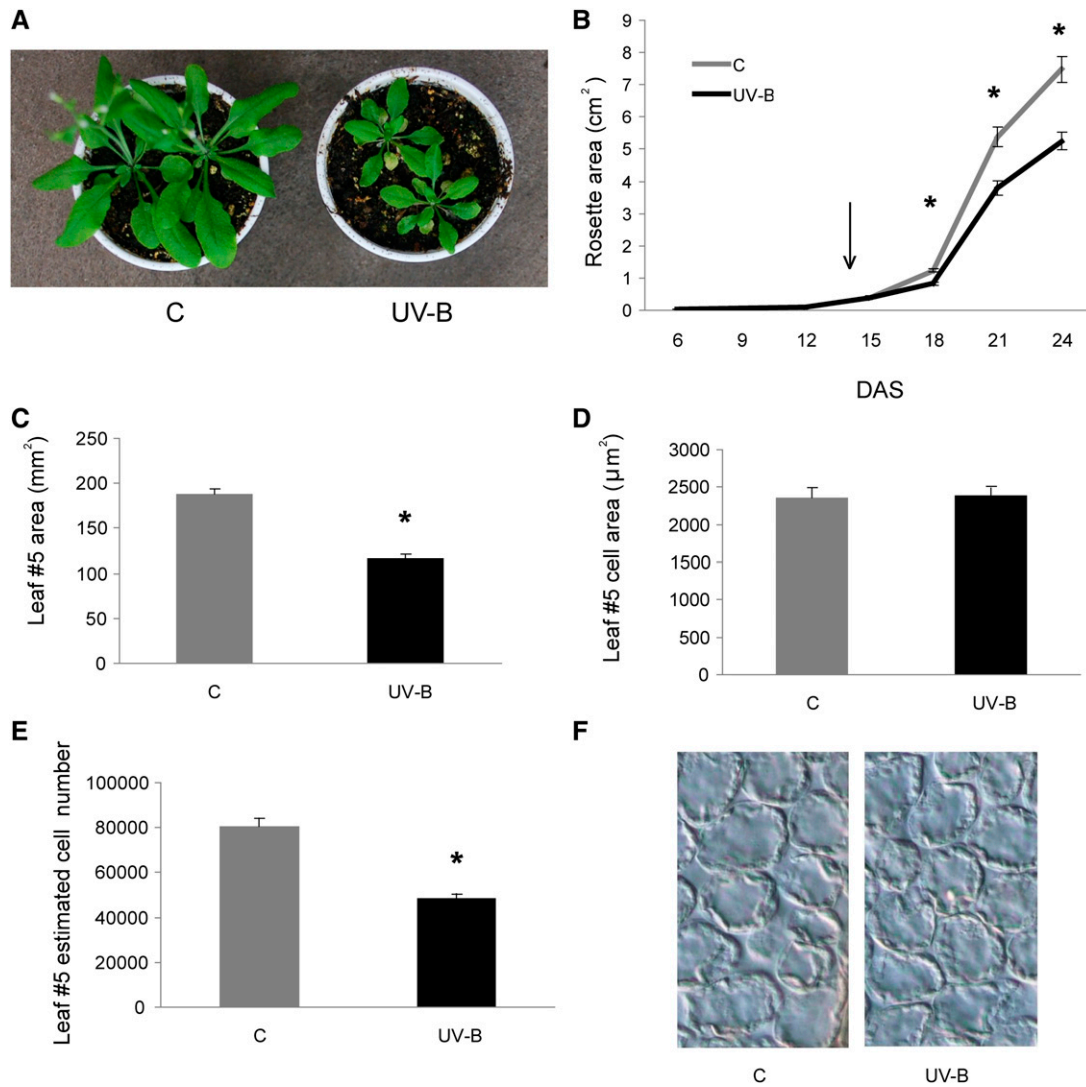 A
C
UV-B
B
Rosette area (cm²)
9
8
7
6
5
4
3
2
1
0
C
UV-B
*
*
*
6 9 12 15 18 21 24
DAS
C
Leaf #5 area (mm²)
250
200
150
100
50
0
*
C
UV-B
D
Leaf #5 cell area (µm²)
3000
2500
2000
1500
1000
500
0
C
UV-B
E
Leaf #5 estimated cell number
100000
80000
60000
40000
20000
0
*
C
UV-B
F
C
UV-B